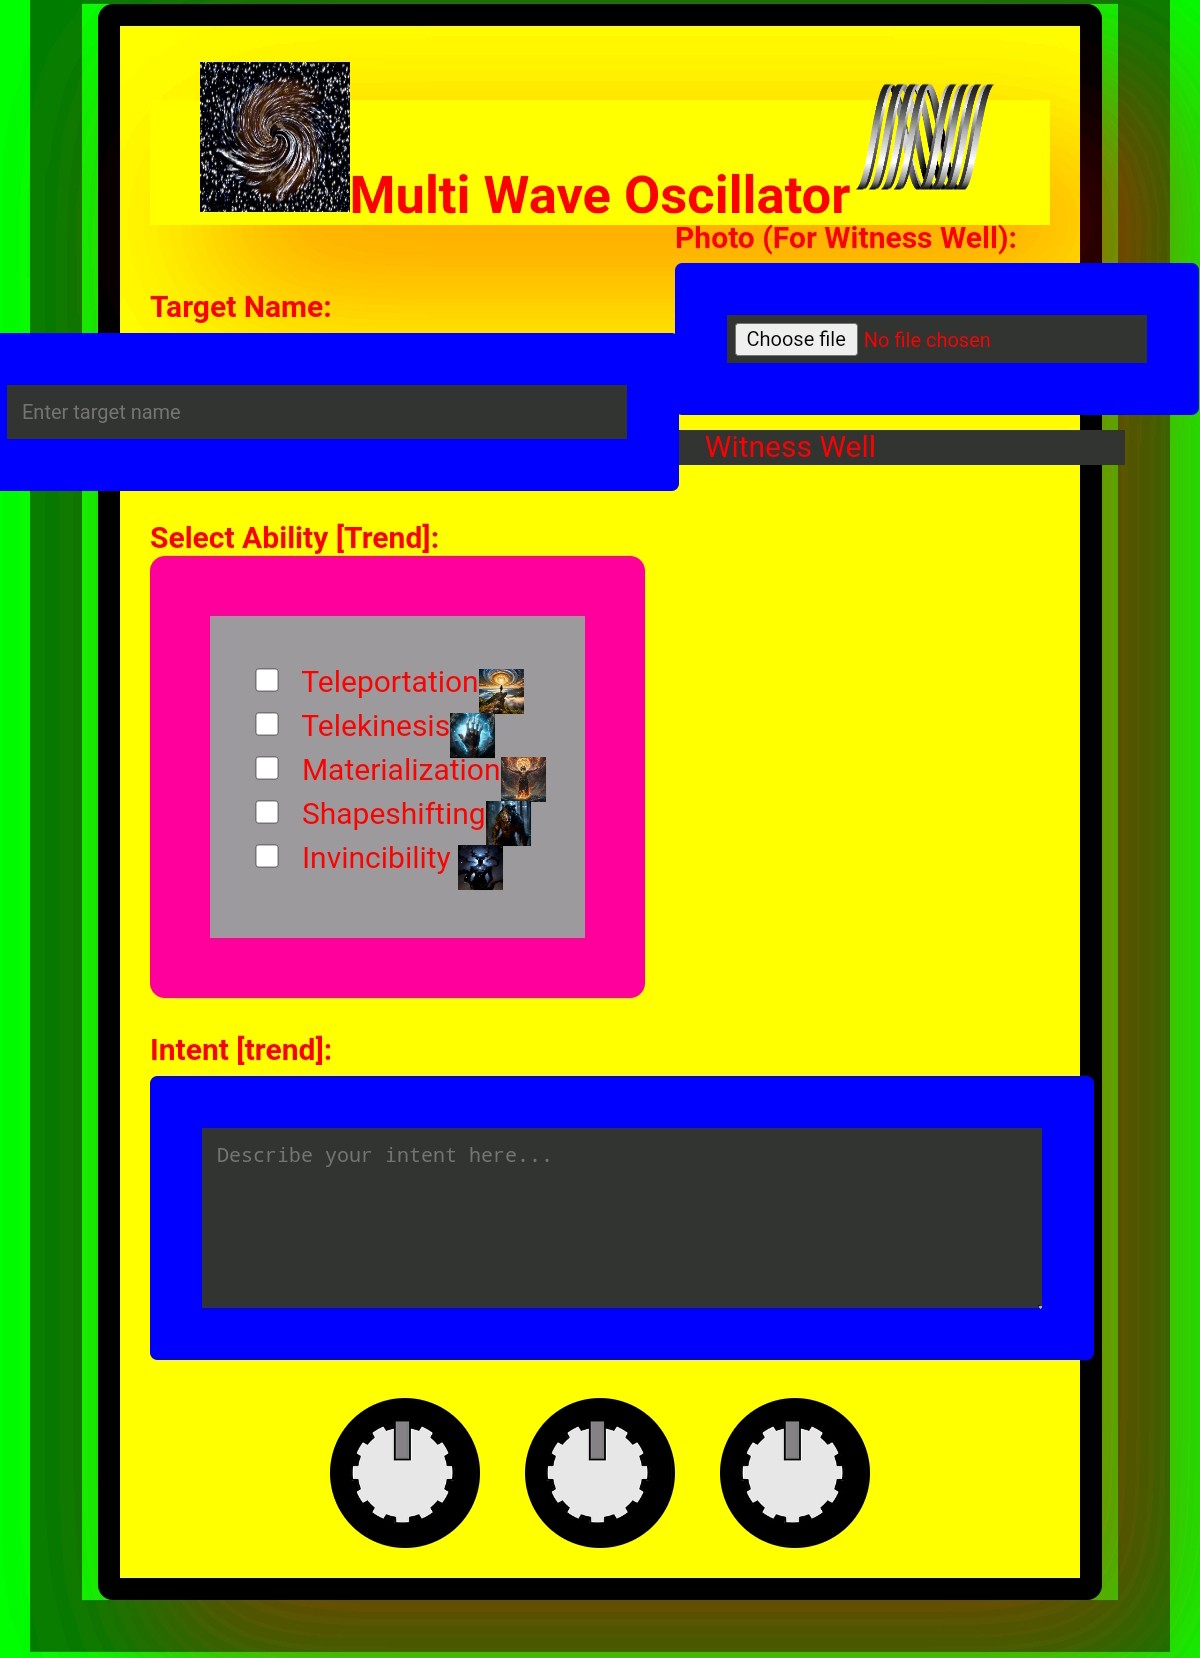 Multi Wave Oscillator
Photo (For Witness Well):
Choose file No file chosen
Witness Well
Target Name:
Enter target name
Select Ability [Trend]:
Teleportation
Telekinesis
Materialization
Shapeshifting
Invincibility
Intent [trend]:
Describe your intent here...